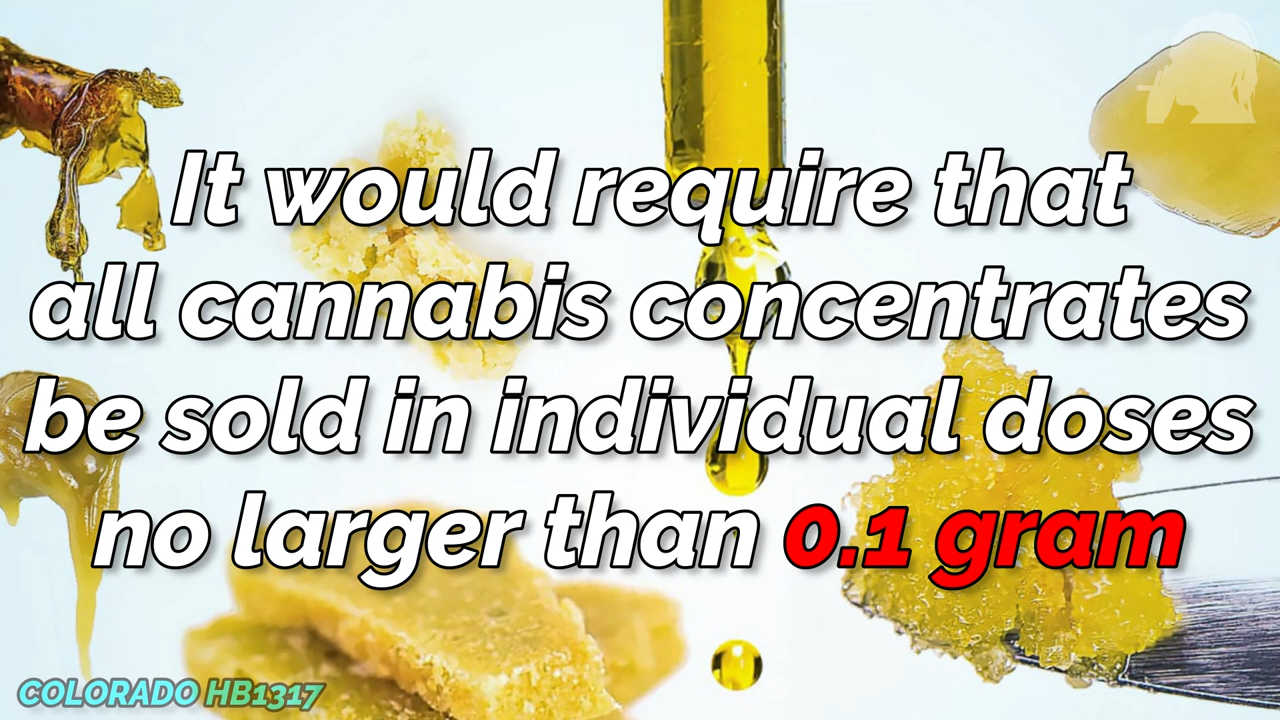 It would require that
all cannabis concentrates
be sold in individual doses
no larger than 0.1 gram
COLORADO HB1317